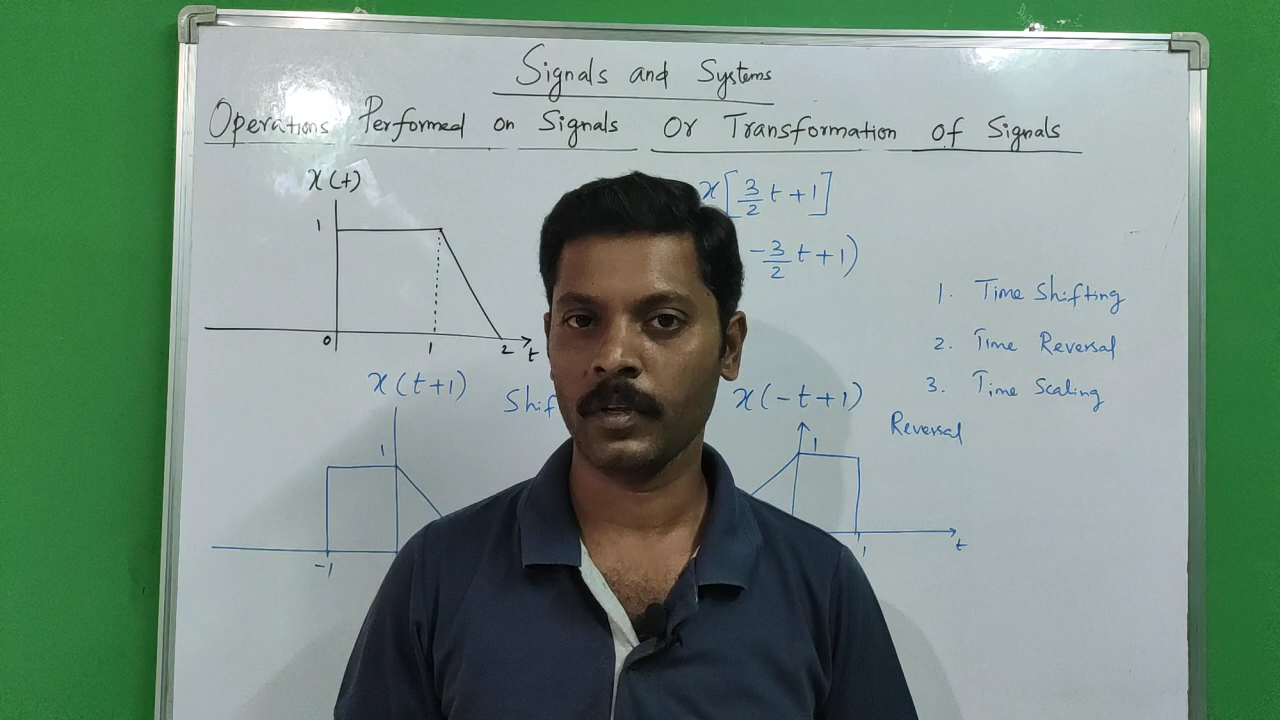 Signals and Systems
Operations Performed on Signals Or Transformation of Signals
x(t)
x[3/2 t+1]
-3/2 t+1)
1
0 1 2 t
1. Time Shifting
2. Time Reversal
3. Time Scaling
x(t+1)
x(-t+1)
Reversal
1
-1
1
1 t